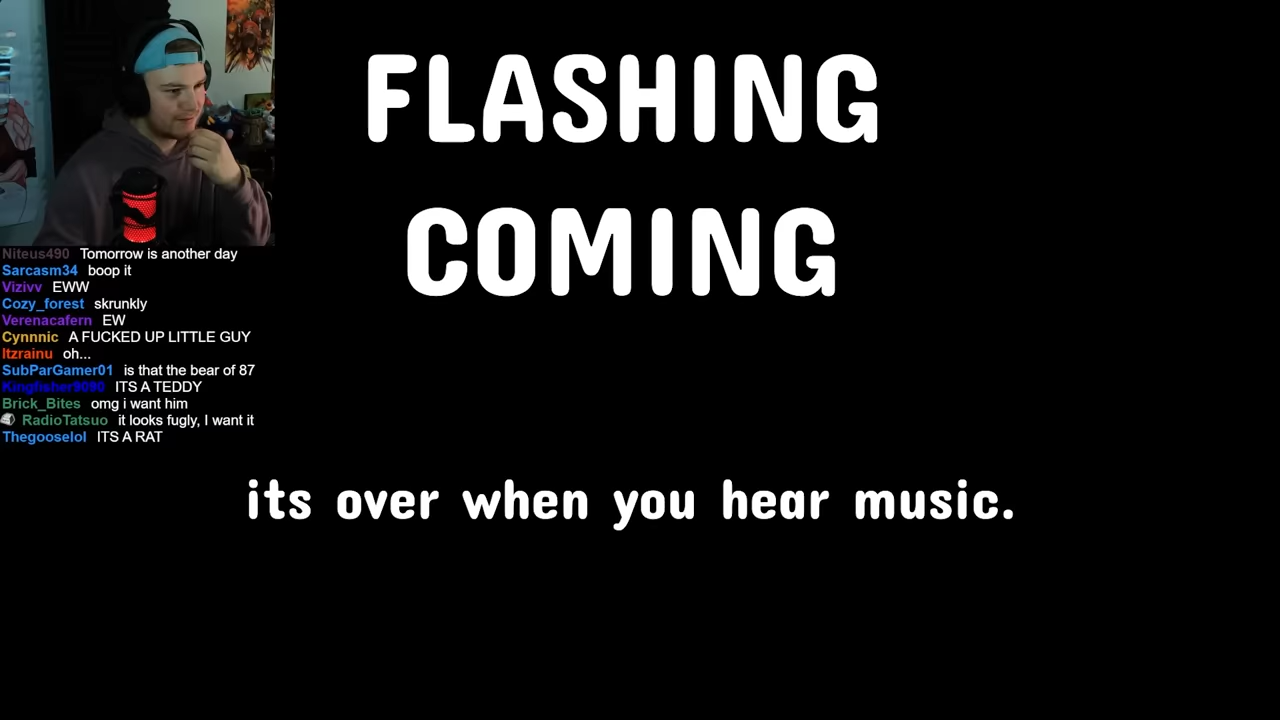 FLASHING
COMING
Niteus490 Tomorrow is another day
Sarcasm34 boop it
Vizivv EWW
Cozy_forest skrunkly
Verenacafern EW
Cynnnic A FUCKED UP LITTLE GUY
Itzrainu oh...
SubParGamer01 is that the bear of 87
Kingfisher9090 ITS A TEDDY
Brick_Bites omg i want him
RadioTatsuo it looks fugly, I want it
Thegooselol ITS A RAT
its over when you hear music.